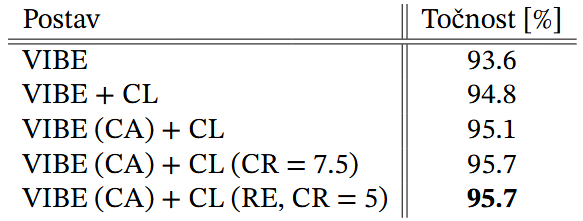 Postav Točnost [%]
VIBE 93.6
VIBE + CL 94.8
VIBE (CA) + CL 95.1
VIBE (CA) + CL (CR = 7.5) 95.7
VIBE (CA) + CL (RE, CR = 5) 95.7